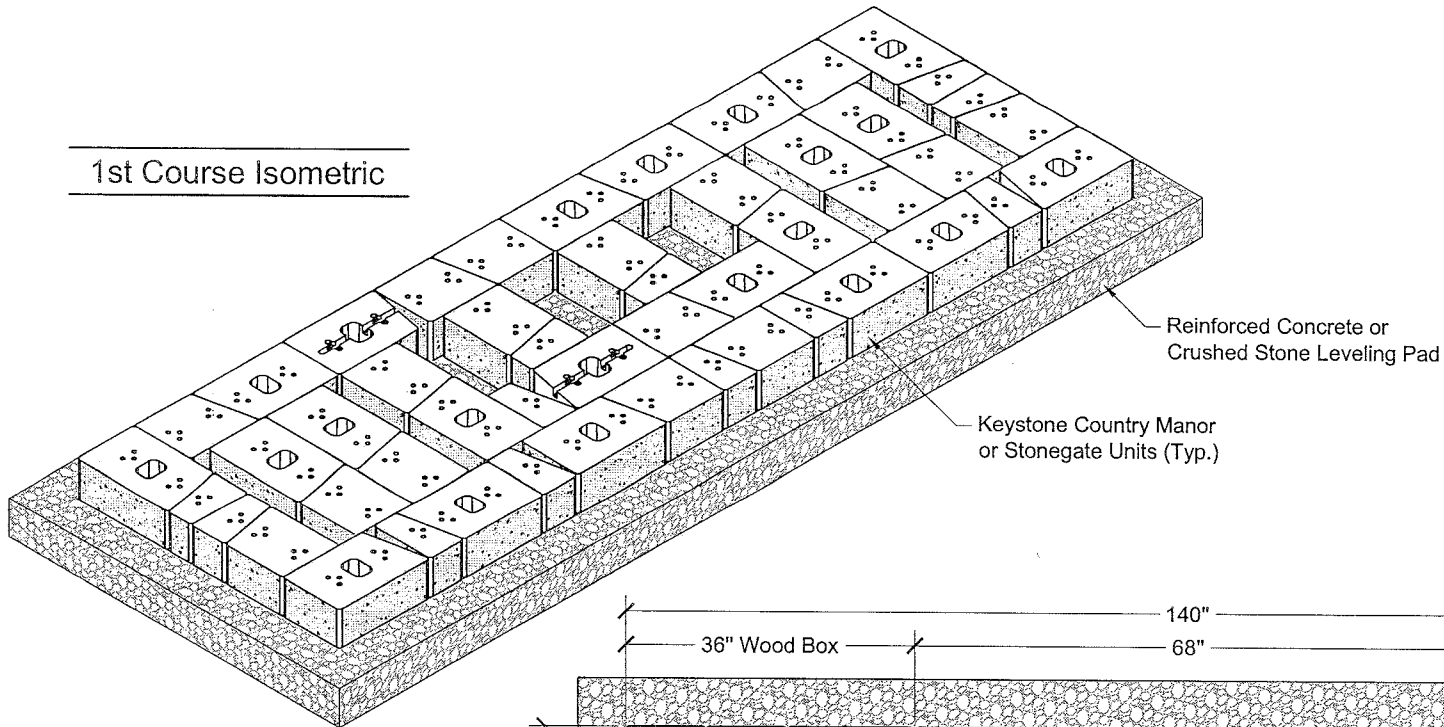 1st Course Isometric
Reinforced Concrete or
Crushed Stone Leveling Pad
Keystone Country Manor
or Stonegate Units (Typ.)
140"
36" Wood Box
68"